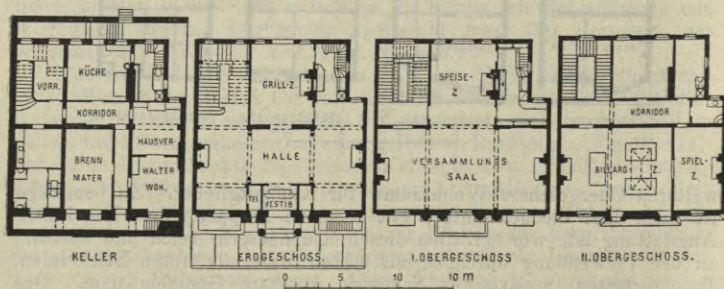 VORR.
KÜCHE
KORRIDOR
BRENN
MATER
HAUSVER-
WALTER
WOH.
KELLER
GRILL-Z.
HALLE
TEL.
VESTIB.
ERDGESCHOSS.
SPEISE-
Z.
VERSAMMLUNGS
SAAL
I.OBERGESCHOSS
KORRIDOR
BILLARD
Z.
SPIEL-
Z.
II.OBERGESCHOSS.
0 5 10 10 m